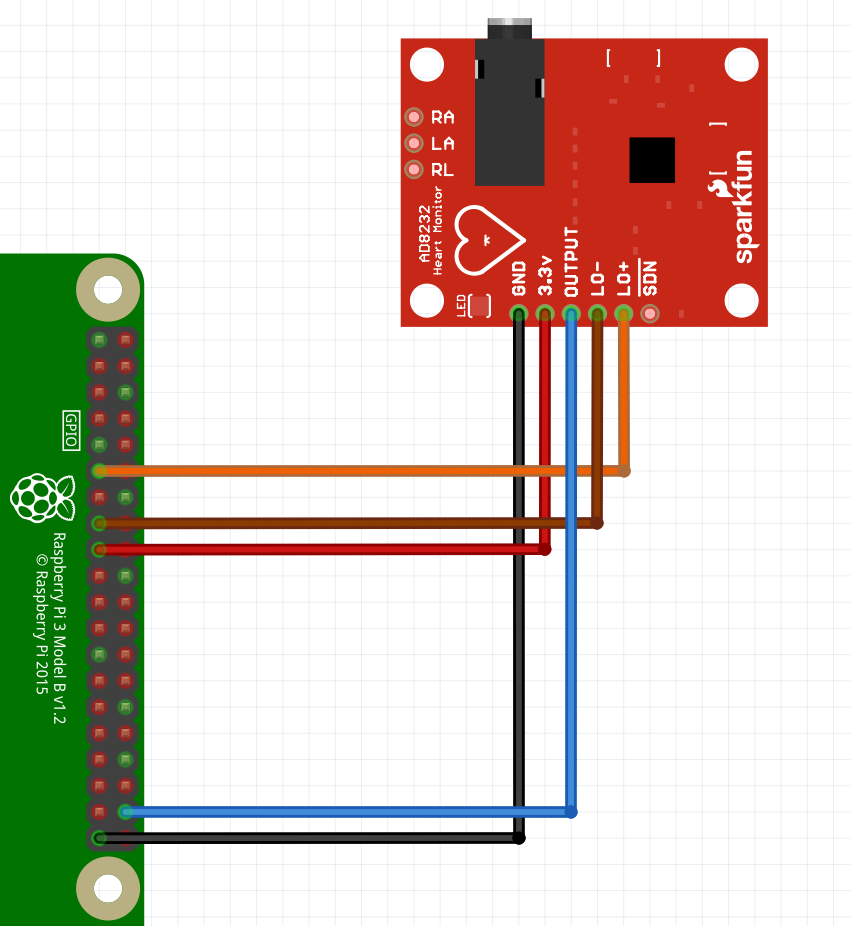 RA
LA
RL
AD8232
Heart Monitor
sparkfun
LED
GND
3.3v
OUTPUT
LO-
LO+
SDN
GPIO
Raspberry Pi 3 Model B v1.2
© Raspberry Pi 2015